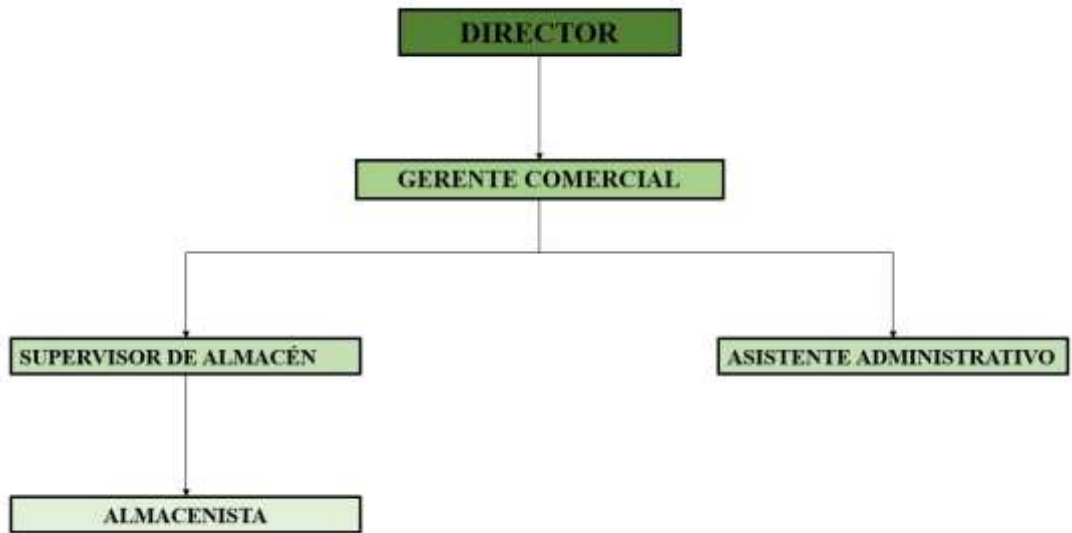 DIRECTOR
GERENTE COMERCIAL
SUPERVISOR DE ALMACÉN
ASISTENTE ADMINISTRATIVO
ALMACENISTA